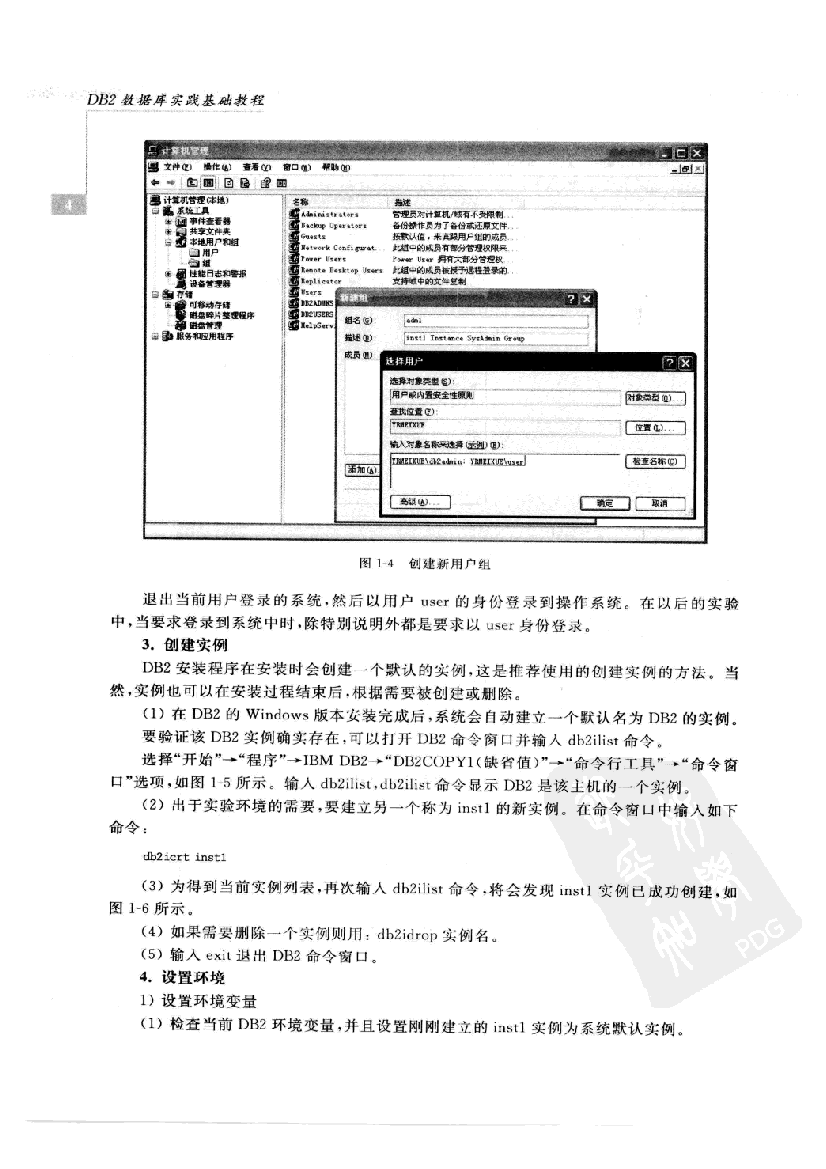 DB2 数据库实践基础教程
4
计算机管理
文件(F) 操作(A) 查看(V) 窗口(W) 帮助(H)
计算机管理(本地)
系统工具
事件查看器
共享文件夹
本地用户和组
用户
组
性能日志和警报
设备管理器
存储
可移动存储
磁盘碎片整理程序
磁盘管理
服务和应用程序
名称 描述
Administrators 管理员对计算机/域有不受限制...
Backup Operators 备份操作员为了备份或还原文件...
Guests 按默认值,来宾跟用户组的成员...
Network Configurat... 此组中的成员有部分管理权限来...
Power Users Power User 拥有大部分管理权...
Remote Desktop Users 此组中的成员被授予远程登录的...
Replicator 支持域中的文件复制
Users
DB2ADMNS
DB2USERS
HelpServ
新建组
组名(G): adm1
描述(D): inst1 Instance SysAdmin Group
成员(M):
添加(A)
选择用户
选择对象类型(S):
用户或内置安全性原则
对象类型(O)...
查找位置(F):
位置(L)...
输入对象名称来选择(示例)(E):
检查名称(C)
高级(A)...
确定
取消
图 1-4 创建新用户组
退出当前用户登录的系统,然后以用户 user 的身份登录到操作系统。在以后的实验
中,当要求登录到系统中时,除特别说明外都是要求以 user 身份登录。
3. 创建实例
DB2 安装程序在安装时会创建一个默认的实例,这是推荐使用的创建实例的方法。当
然,实例也可以在安装过程结束后,根据需要被创建或删除。
(1) 在 DB2 的 Windows 版本安装完成后,系统会自动建立一个默认名为 DB2 的实例。
要验证该 DB2 实例确实存在,可以打开 DB2 命令窗口并输入 db2ilist 命令。
选择“开始”→“程序”→IBM DB2→“DB2COPY1(缺省值)”→“命令行工具”→“命令窗
口”选项,如图 1-5 所示。输入 db2ilist,db2ilist 命令显示 DB2 是该主机的一个实例。
(2) 出于实验环境的需要,要建立另一个称为 inst1 的新实例。在命令窗口中输入如下
命令:
db2icrt inst1
(3) 为得到当前实例列表,再次输入 db2ilist 命令,将会发现 inst1 实例已成功创建,如
图 1-6 所示。
(4) 如果需要删除一个实例则用: db2idrop 实例名。
(5) 输入 exit 退出 DB2 命令窗口。
4. 设置环境
1) 设置环境变量
(1) 检查当前 DB2 环境变量,并且设置刚刚建立的 inst1 实例为系统默认实例。
PDG